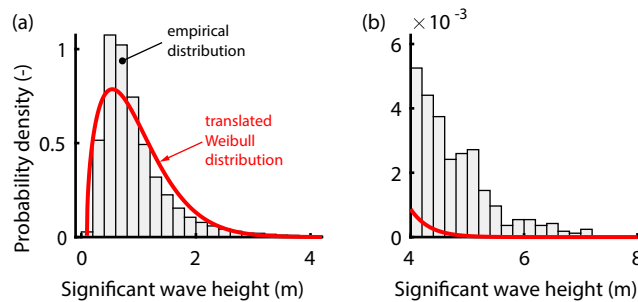 (a)
empirical
distribution
translated
Weibull
distribution
Probability density (-)
1
0.5
0
0 2 4
Significant wave height (m)
(b)
× 10⁻³
6
4
2
0
4 6 8
Significant wave height (m)